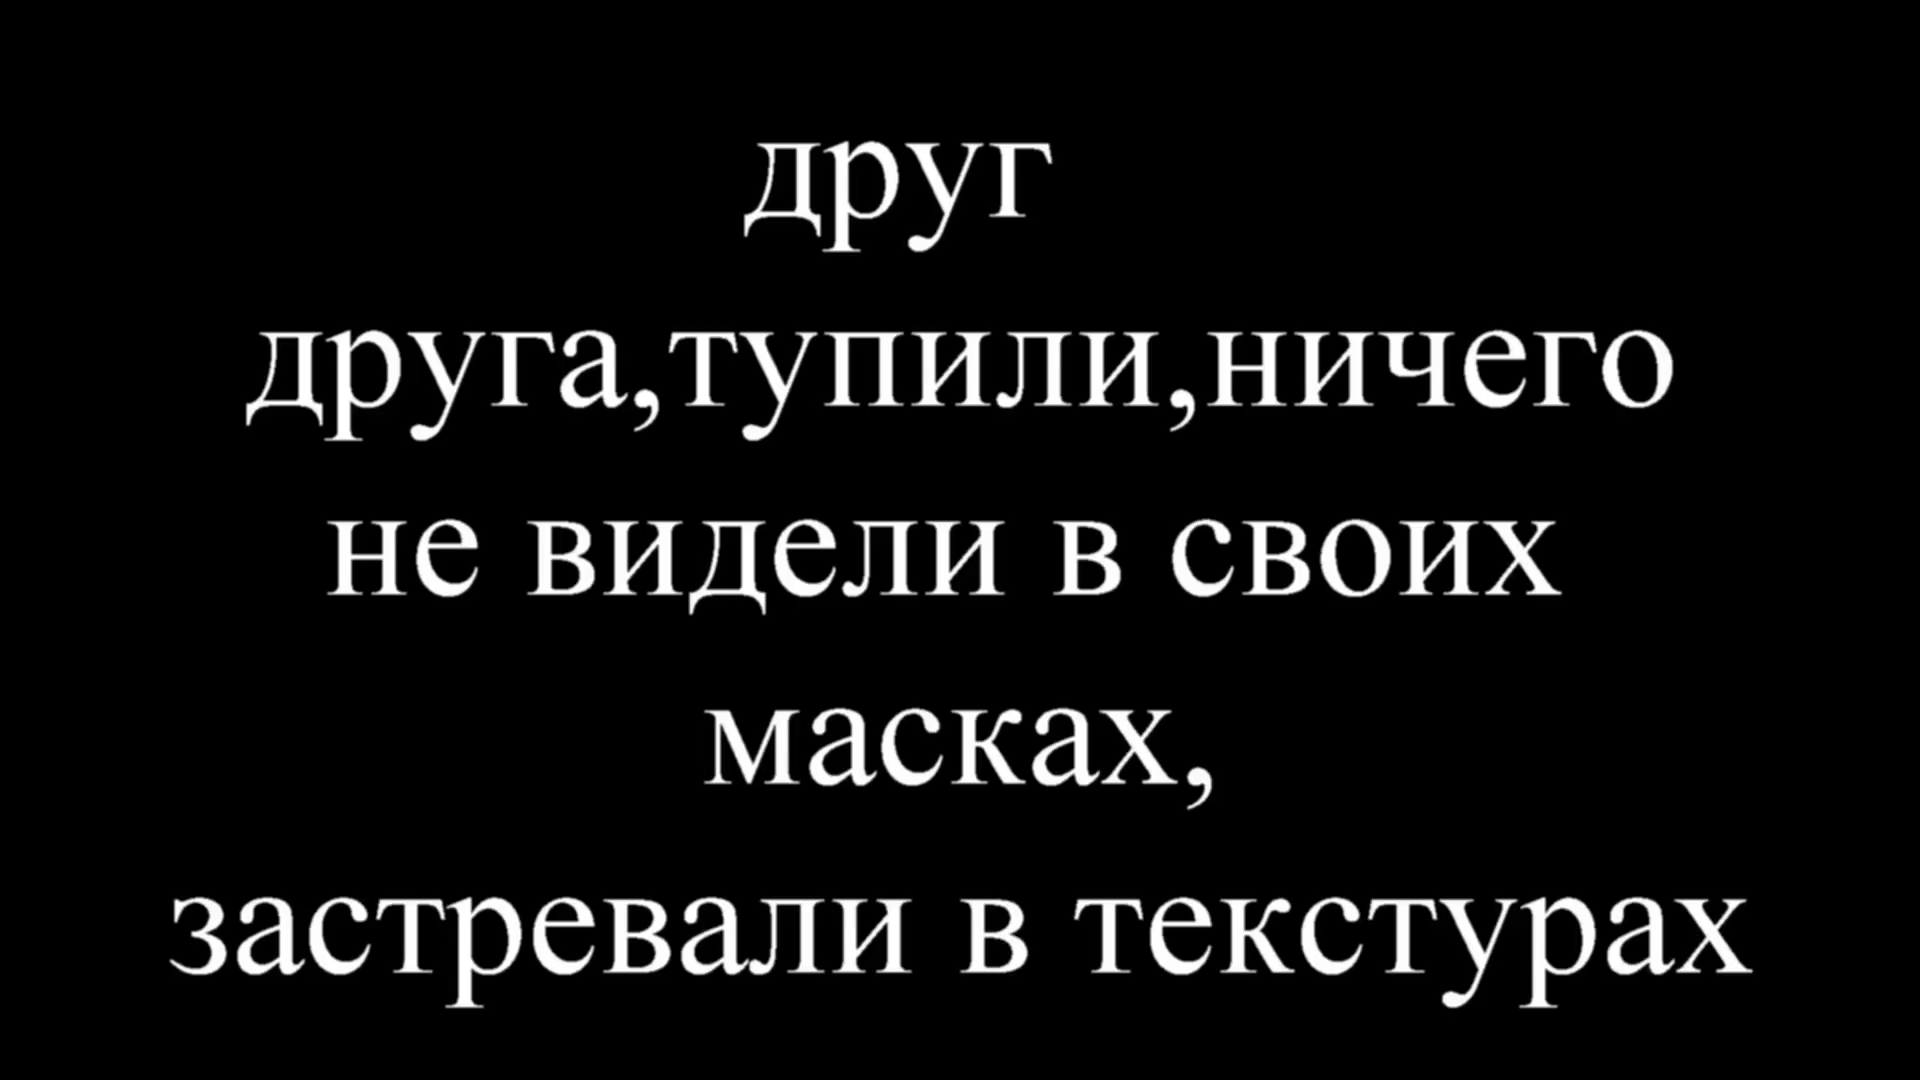 друг
друга,тупили,ничего
не видели в своих
масках,
застревали в текстурах